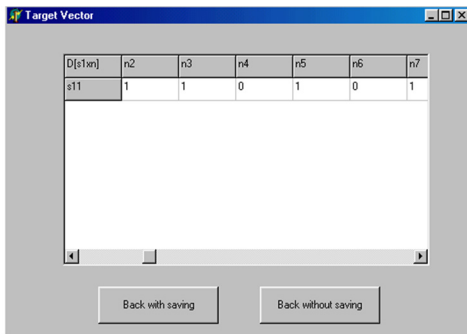 Target Vector
D[s1xn] n2 n3 n4 n5 n6 n7
s11 1 1 0 1 0 1
Back with saving Back without saving